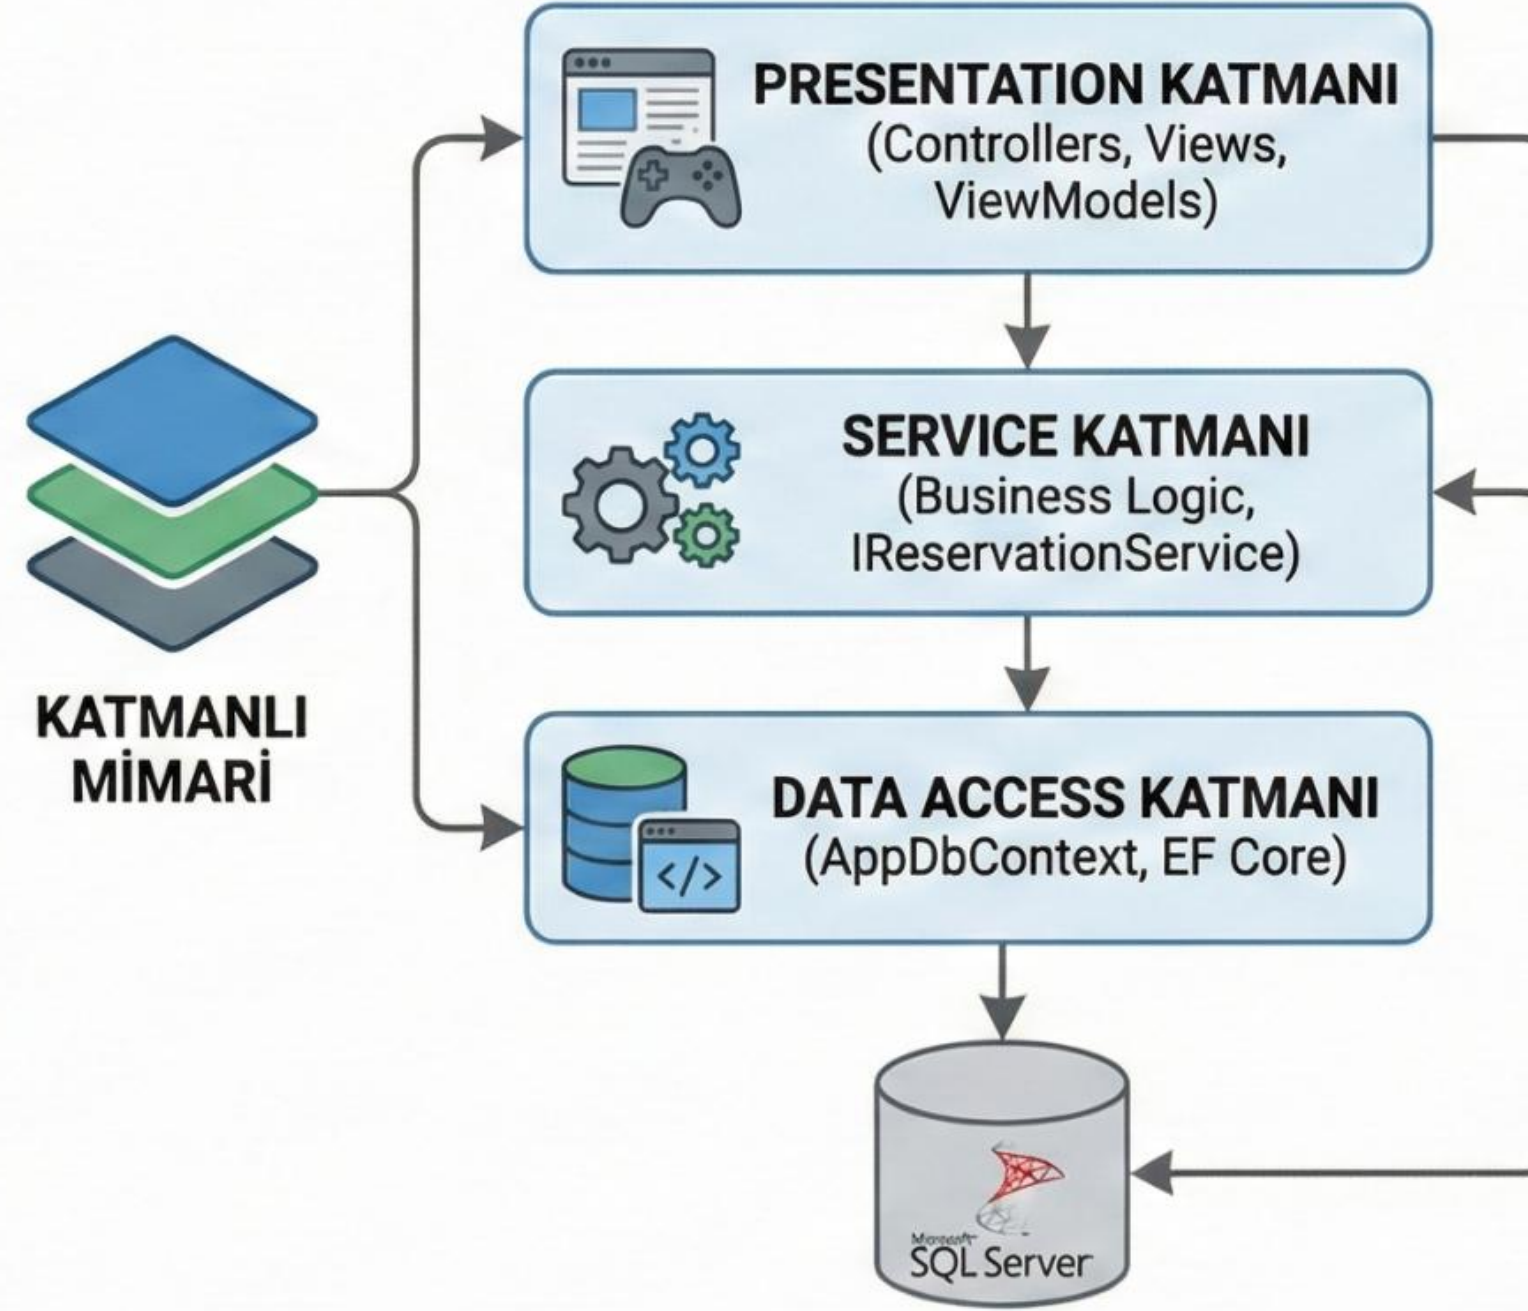 PRESENTATION KATMANI
(Controllers, Views,
ViewModels)
SERVICE KATMANI
(Business Logic,
IReservationService)
KATMANLI
MİMARİ
DATA ACCESS KATMANI
</>
(AppDbContext, EF Core)
Microsoft
SQL Server